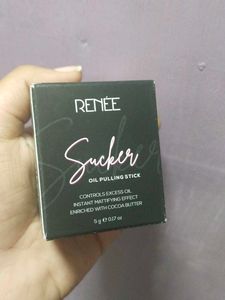 RENÉE
Sucker
OIL PULLING STICK
CONTROLS EXCESS OIL
INSTANT MATTIFYING EFFECT
ENRICHED WITH COCOA BUTTER
5 g ℮ 0.17 oz